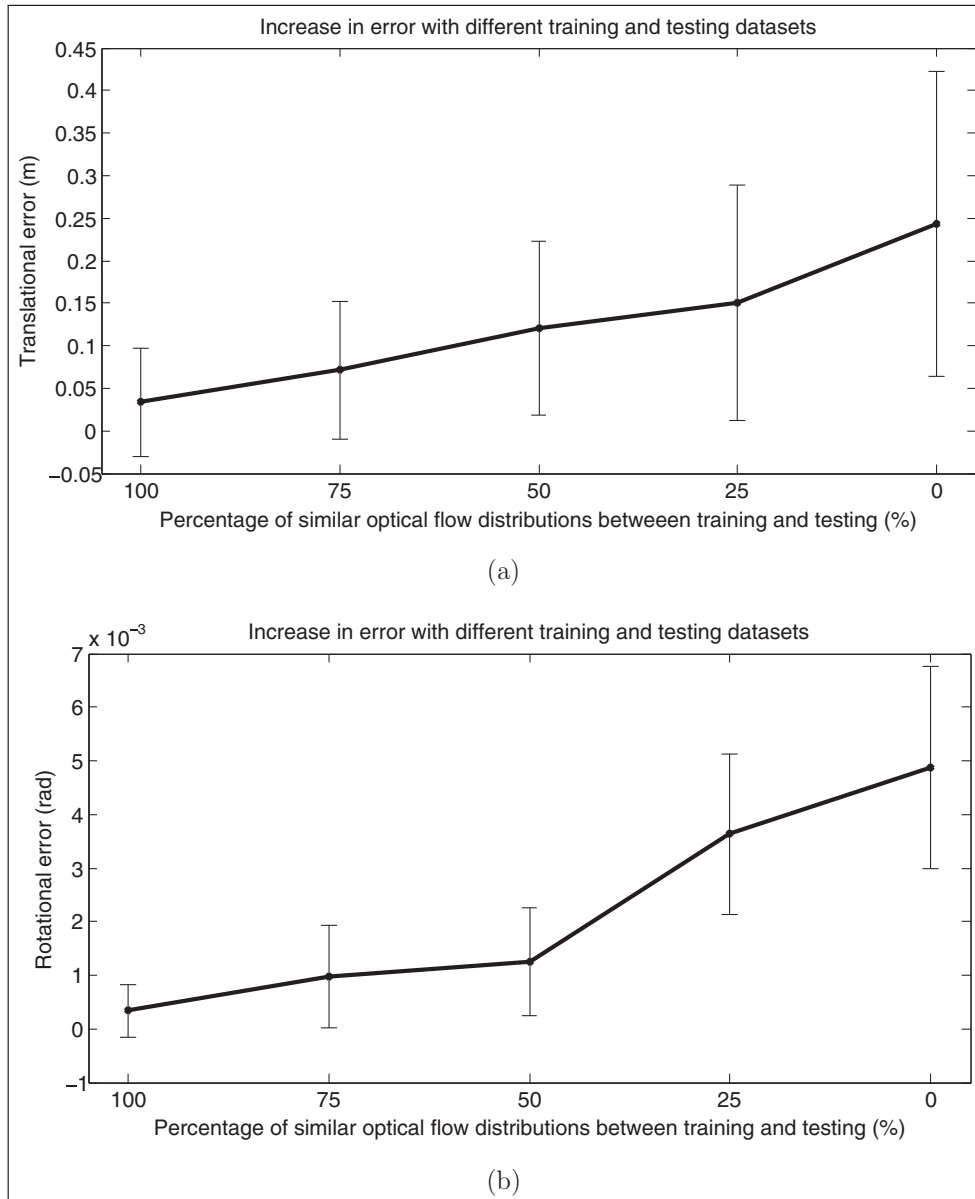 Increase in error with different training and testing datasets
0.45
0.4
0.35
0.3
0.25
0.2
0.15
0.1
0.05
0
−0.05
Translational error (m)
100 75 50 25 0
Percentage of similar optical flow distributions betweeen training and testing (%)
(a)
x 10−3
Increase in error with different training and testing datasets
7
6
5
4
3
2
1
0
−1
Rotational error (rad)
100 75 50 25 0
Percentage of similar optical flow distributions between training and testing (%)
(b)